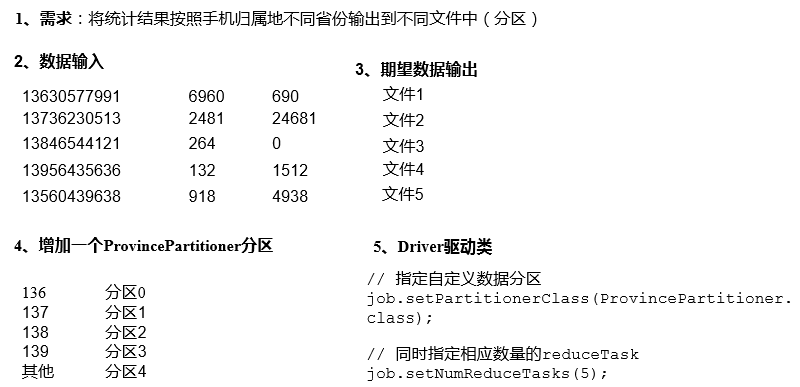 1、需求：将统计结果按照手机归属地不同省份输出到不同文件中（分区）
2、数据输入
13630577991 6960 690
13736230513 2481 24681
13846544121 264 0
13956435636 132 1512
13560439638 918 4938
3、期望数据输出
文件1
文件2
文件3
文件4
文件5
4、增加一个ProvincePartitioner分区
136 分区0
137 分区1
138 分区2
139 分区3
其他 分区4
5、Driver驱动类
// 指定自定义数据分区
job.setPartitionerClass(ProvincePartitioner.
class);
// 同时指定相应数量的reduceTask
job.setNumReduceTasks(5);